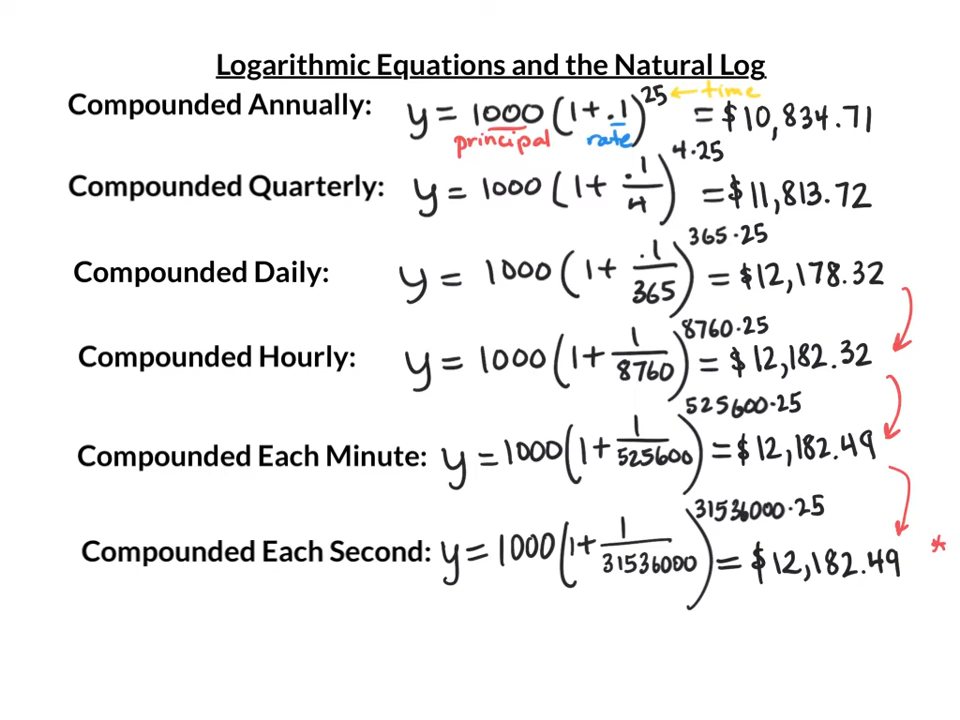 Logarithmic Equations and the Natural Log
Compounded Annually: y = 1000 (1 + .1)^25 ← time = $10,834.71
principal rate
Compounded Quarterly: y = 1000 (1 + .1/4)^4·25 = $11,813.72
Compounded Daily: y = 1000 (1 + .1/365)^365·25 = $12,178.32
Compounded Hourly: y = 1000 (1 + 1/8760)^8760·25 = $12,182.32
Compounded Each Minute: y = 1000 (1 + 1/525600)^525600·25 = $12,182.49
Compounded Each Second: y = 1000 (1 + 1/31536000)^31536000·25 = $12,182.49 *